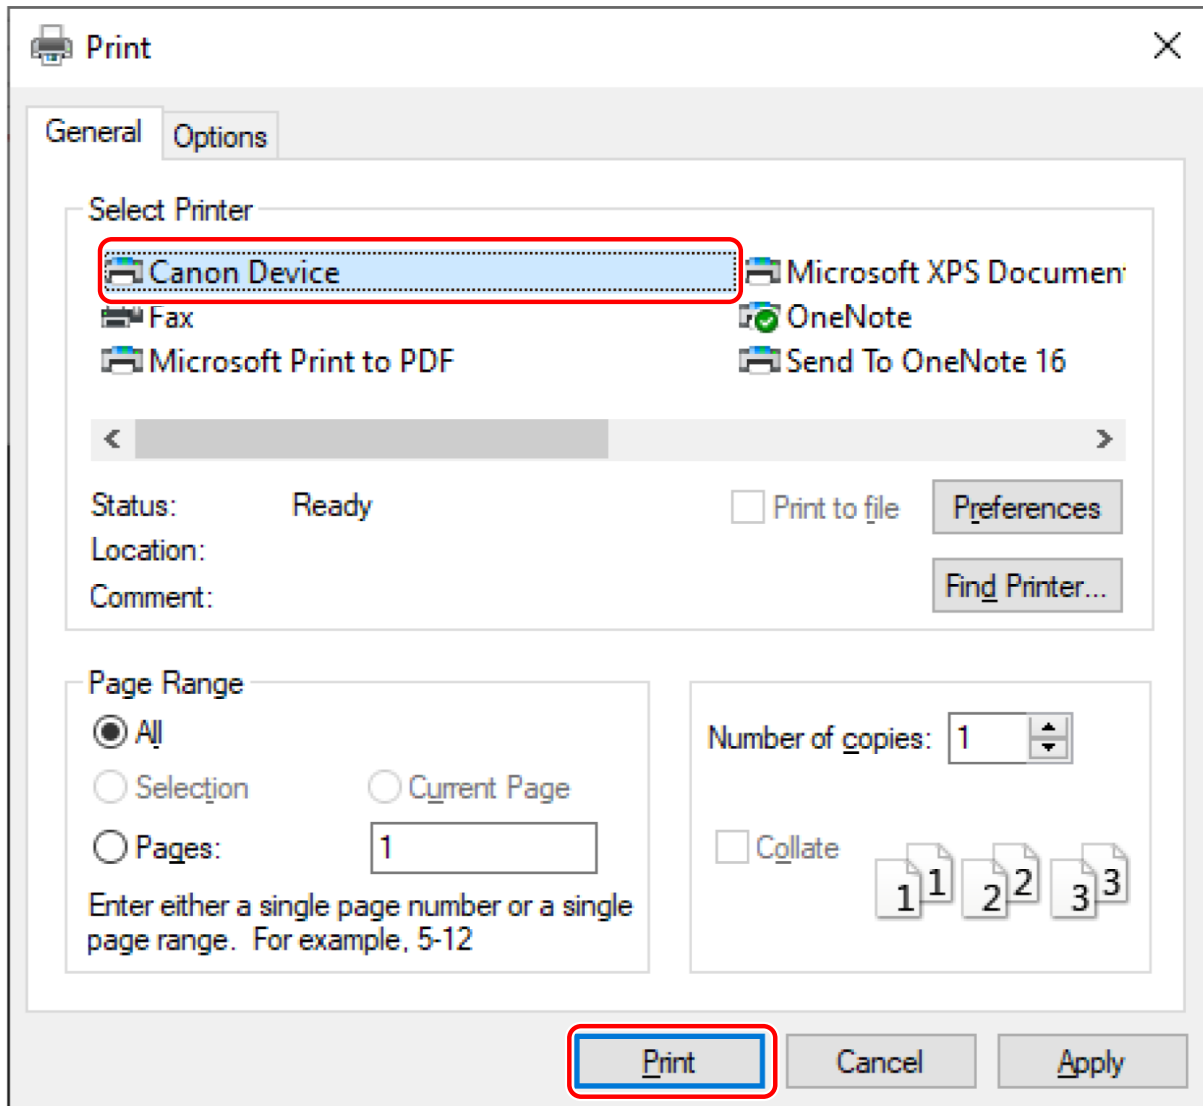 Print
General Options
Select Printer
Canon Device Microsoft XPS Documen
Fax OneNote
Microsoft Print to PDF Send To OneNote 16
Status: Ready Print to file Preferences
Location:
Comment: Find Printer...
Page Range
All Number of copies: 1
Selection Current Page
Pages: 1 Collate
1 1 2 2 3 3
Enter either a single page number or a single
page range. For example, 5-12
Print Cancel Apply